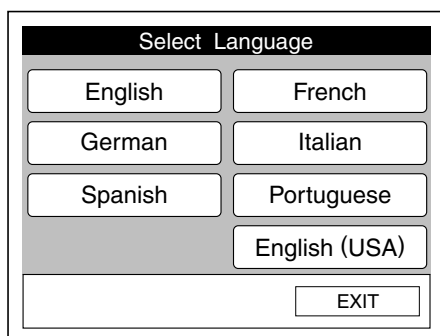 Select Language
English French
German Italian
Spanish Portuguese
English (USA)
EXIT